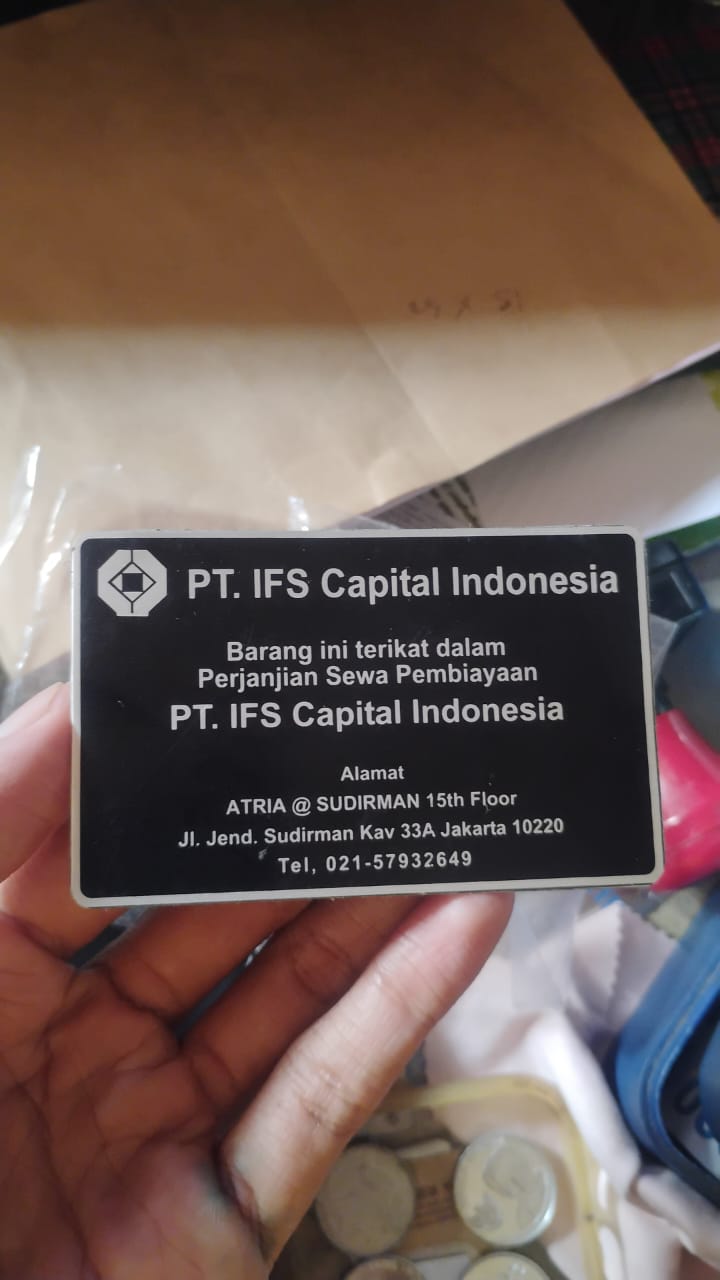 PT. IFS Capital Indonesia
Barang ini terikat dalam
Perjanjian Sewa Pembiayaan
PT. IFS Capital Indonesia
Alamat
ATRIA @ SUDIRMAN 15th Floor
Jl. Jend. Sudirman Kav 33A Jakarta 10220
Tel, 021-57932649